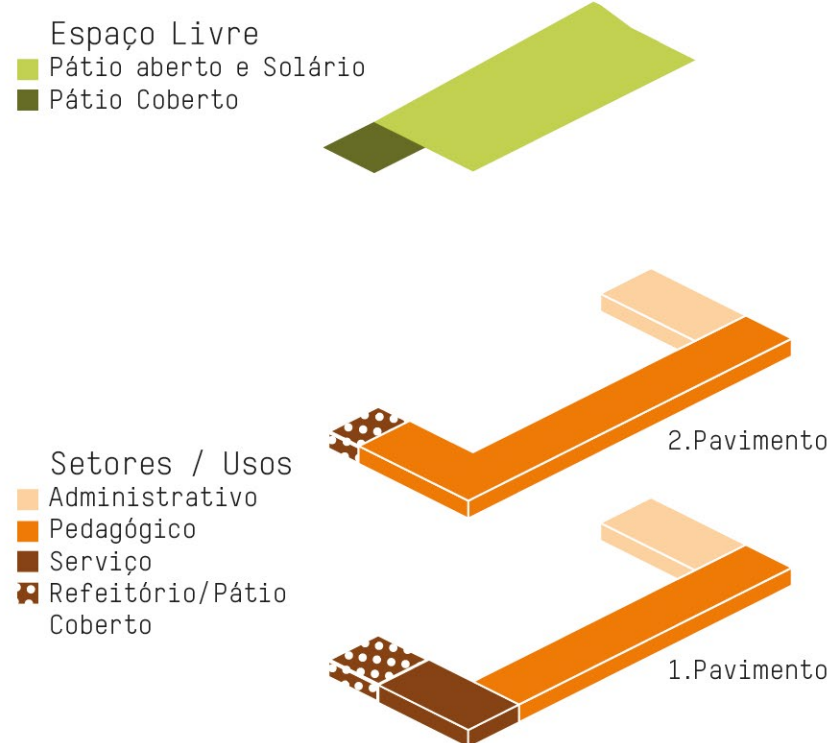 Espaço Livre
Pátio aberto e Solário
Pátio Coberto
2.Pavimento
Setores / Usos
Administrativo
Pedagógico
Serviço
Refeitório/Pátio
Coberto
1.Pavimento